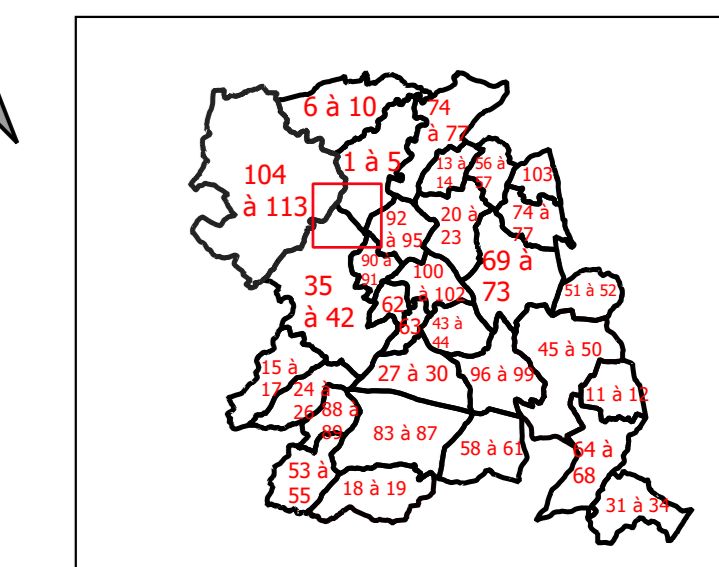 6 à 10
74
à 77
1 à 5
13 à
14
56 à
57
103
104
à 113
92
à 95
20 à
23
74 à
77
90 à
91
100
à 102
69 à
73
51 à 52
35
à 42
62
63
43 à
44
45 à 50
15 à
17
24 à
26
88 à
89
27 à 30
96 à 99
11 à 12
83 à 87
58 à 61
64 à
68
53 à
55
18 à 19
31 à 34